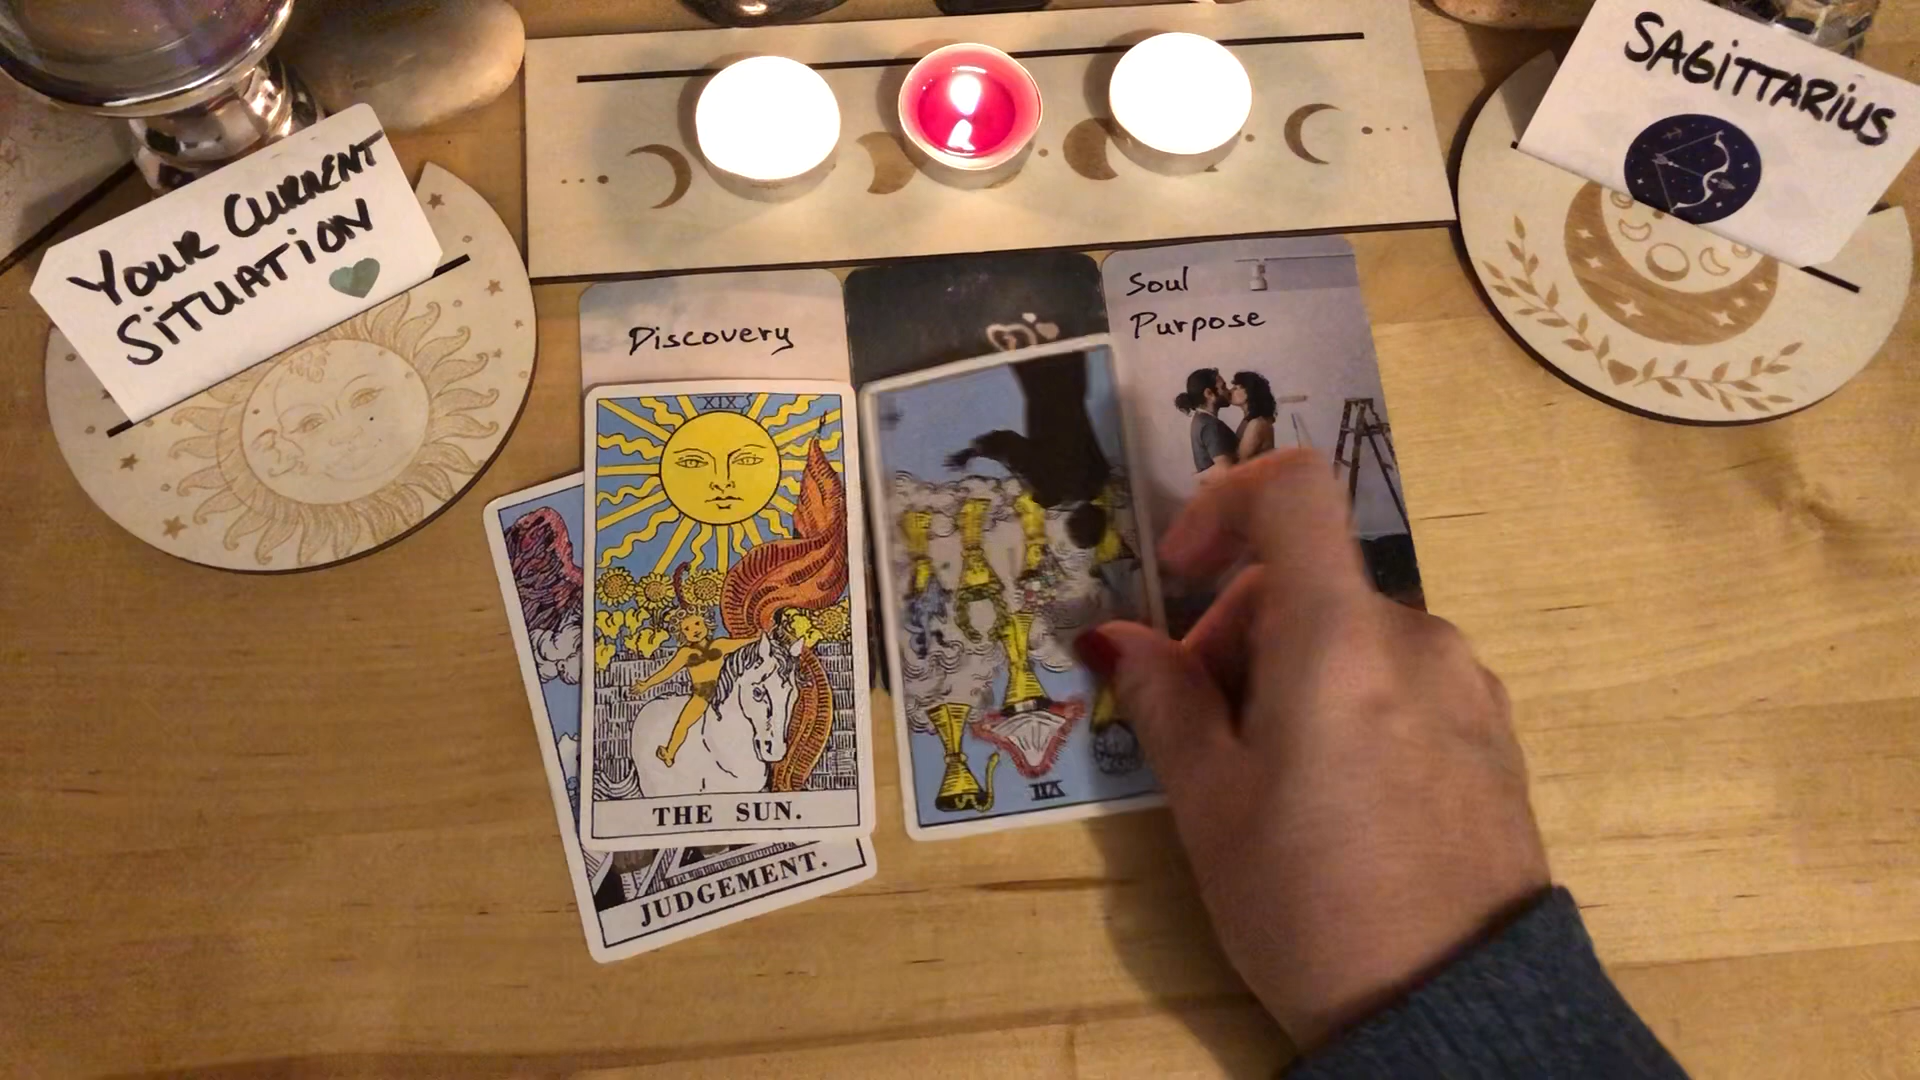 YOUR CURRENT
SITUATION
SAGITTARIUS
Discovery
Soul
Purpose
XIX
THE SUN.
JUDGEMENT.
VII